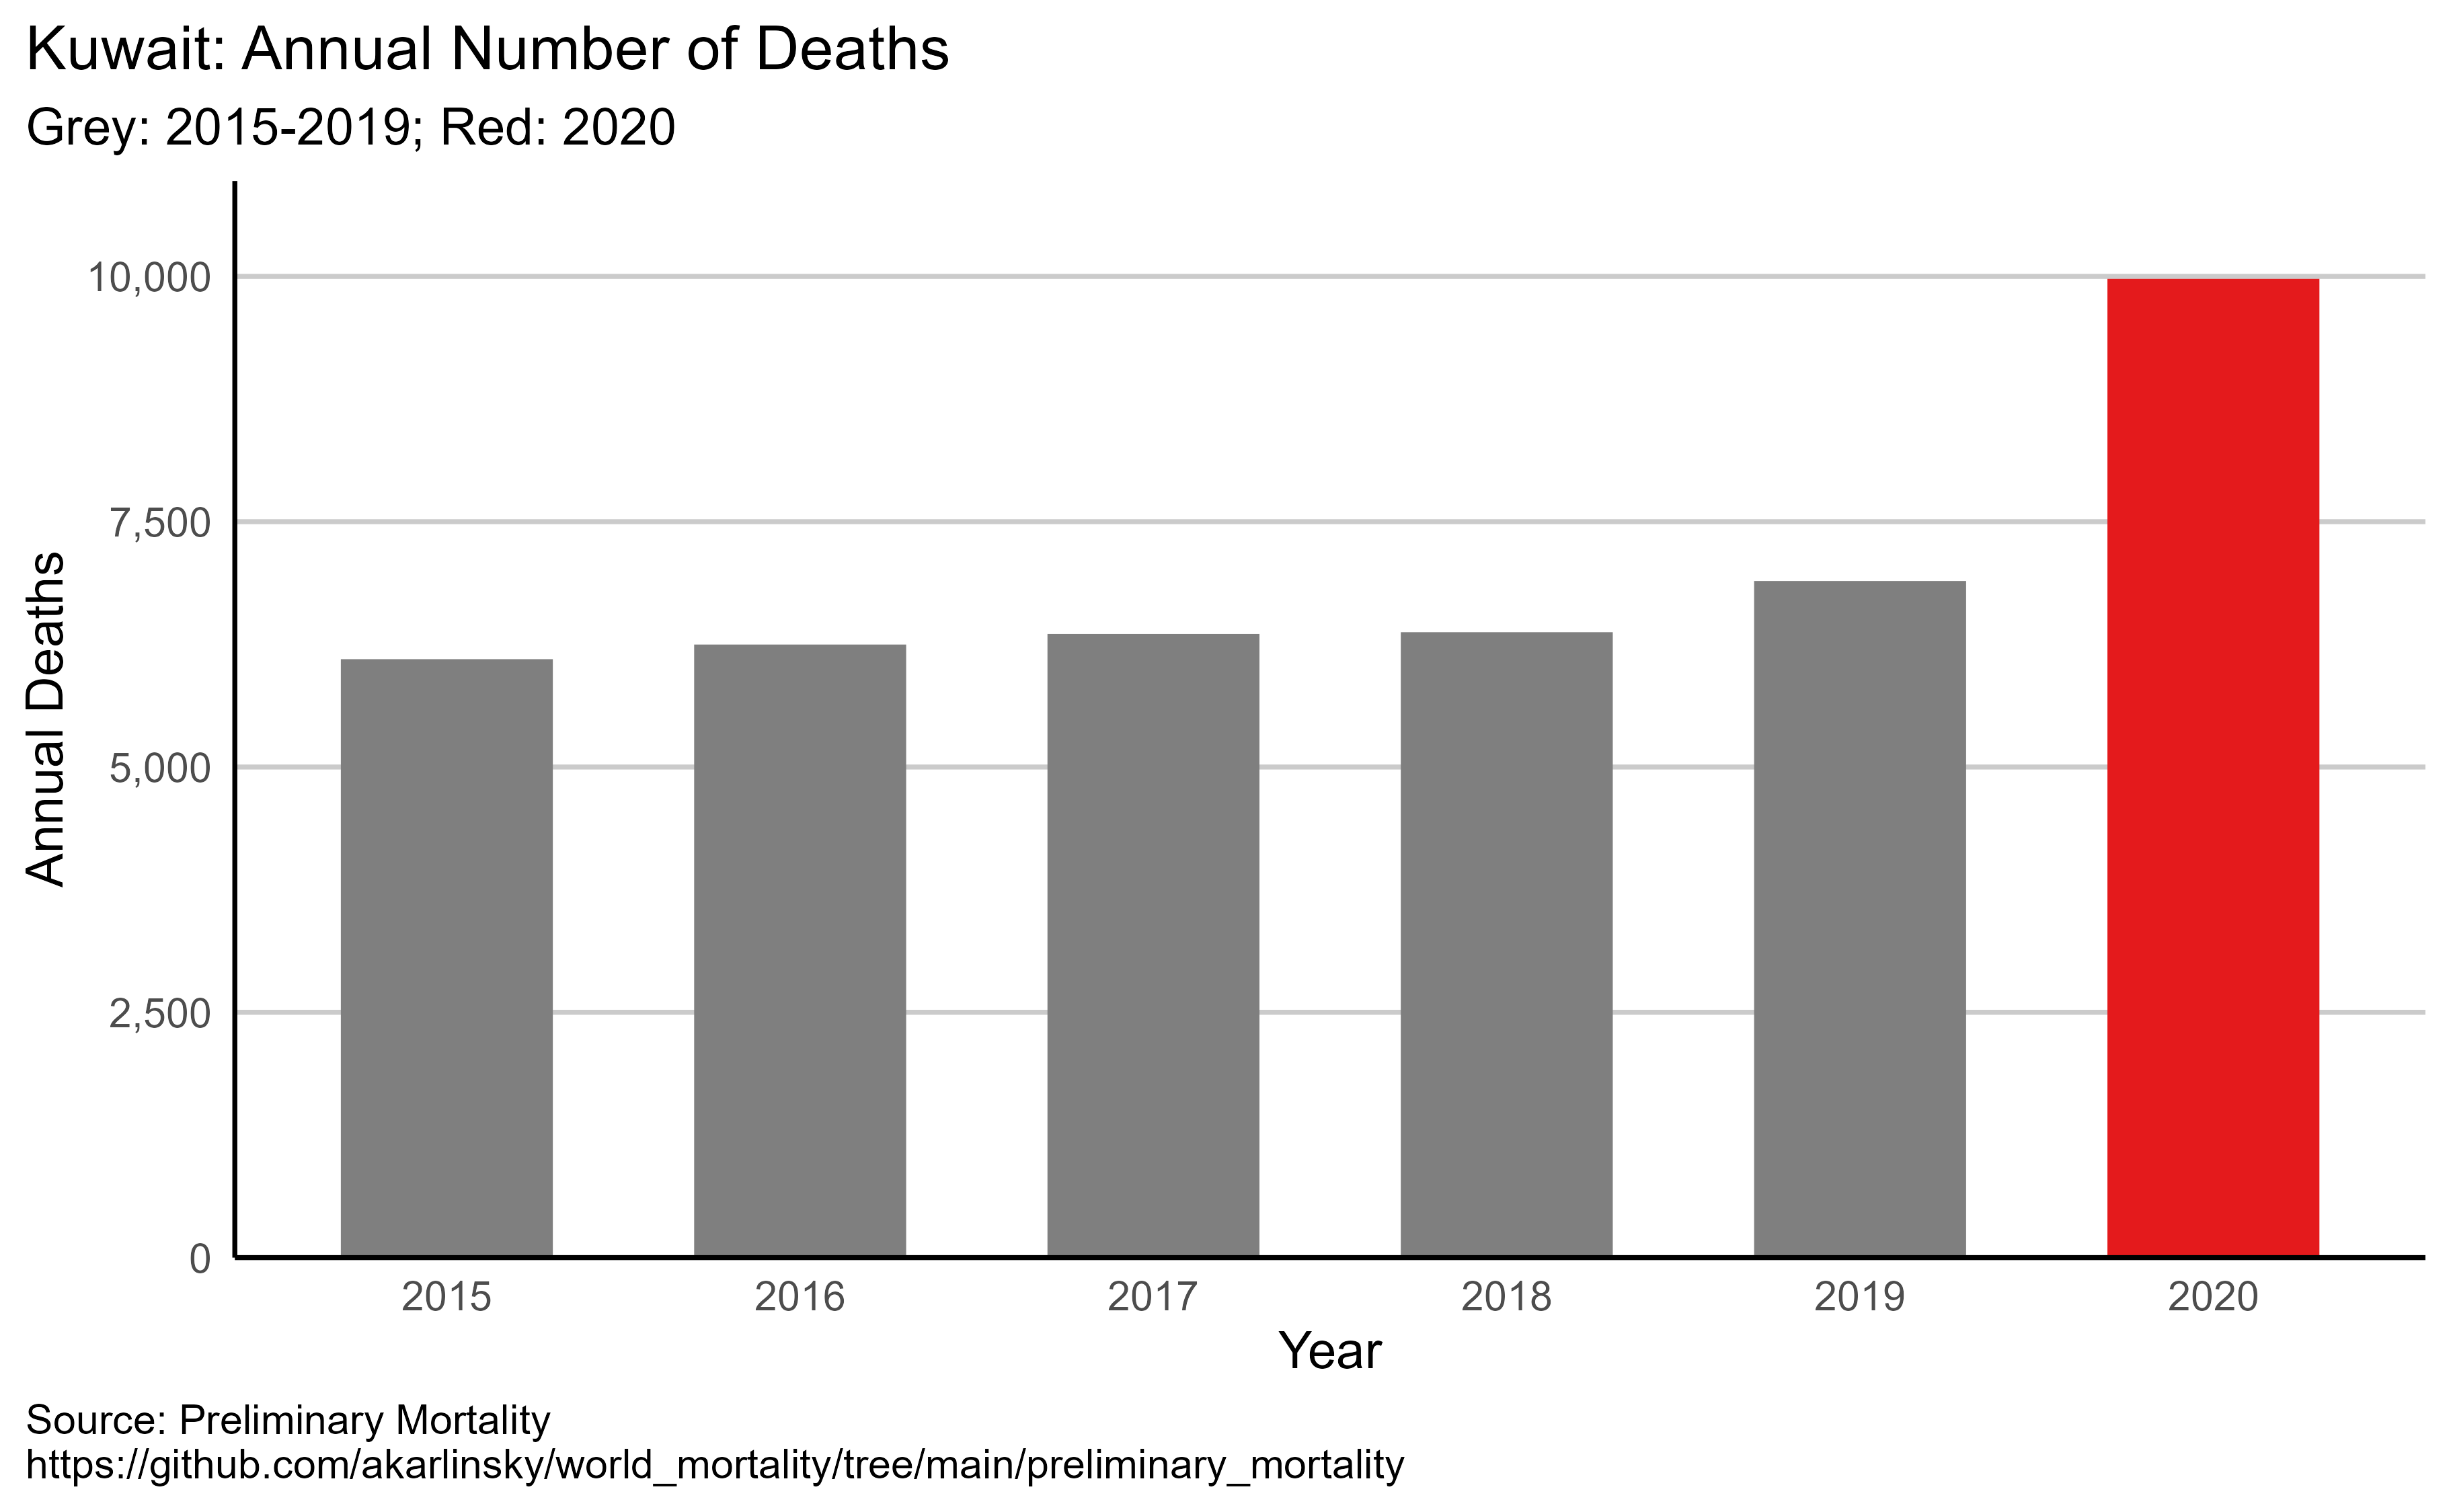 Kuwait: Annual Number of Deaths
Grey: 2015-2019; Red: 2020
Annual Deaths
10,000
7,500
5,000
2,500
0
2015 2016 2017 2018 2019 2020
Year
Source: Preliminary Mortality
https://github.com/akarlinsky/world_mortality/tree/main/preliminary_mortality